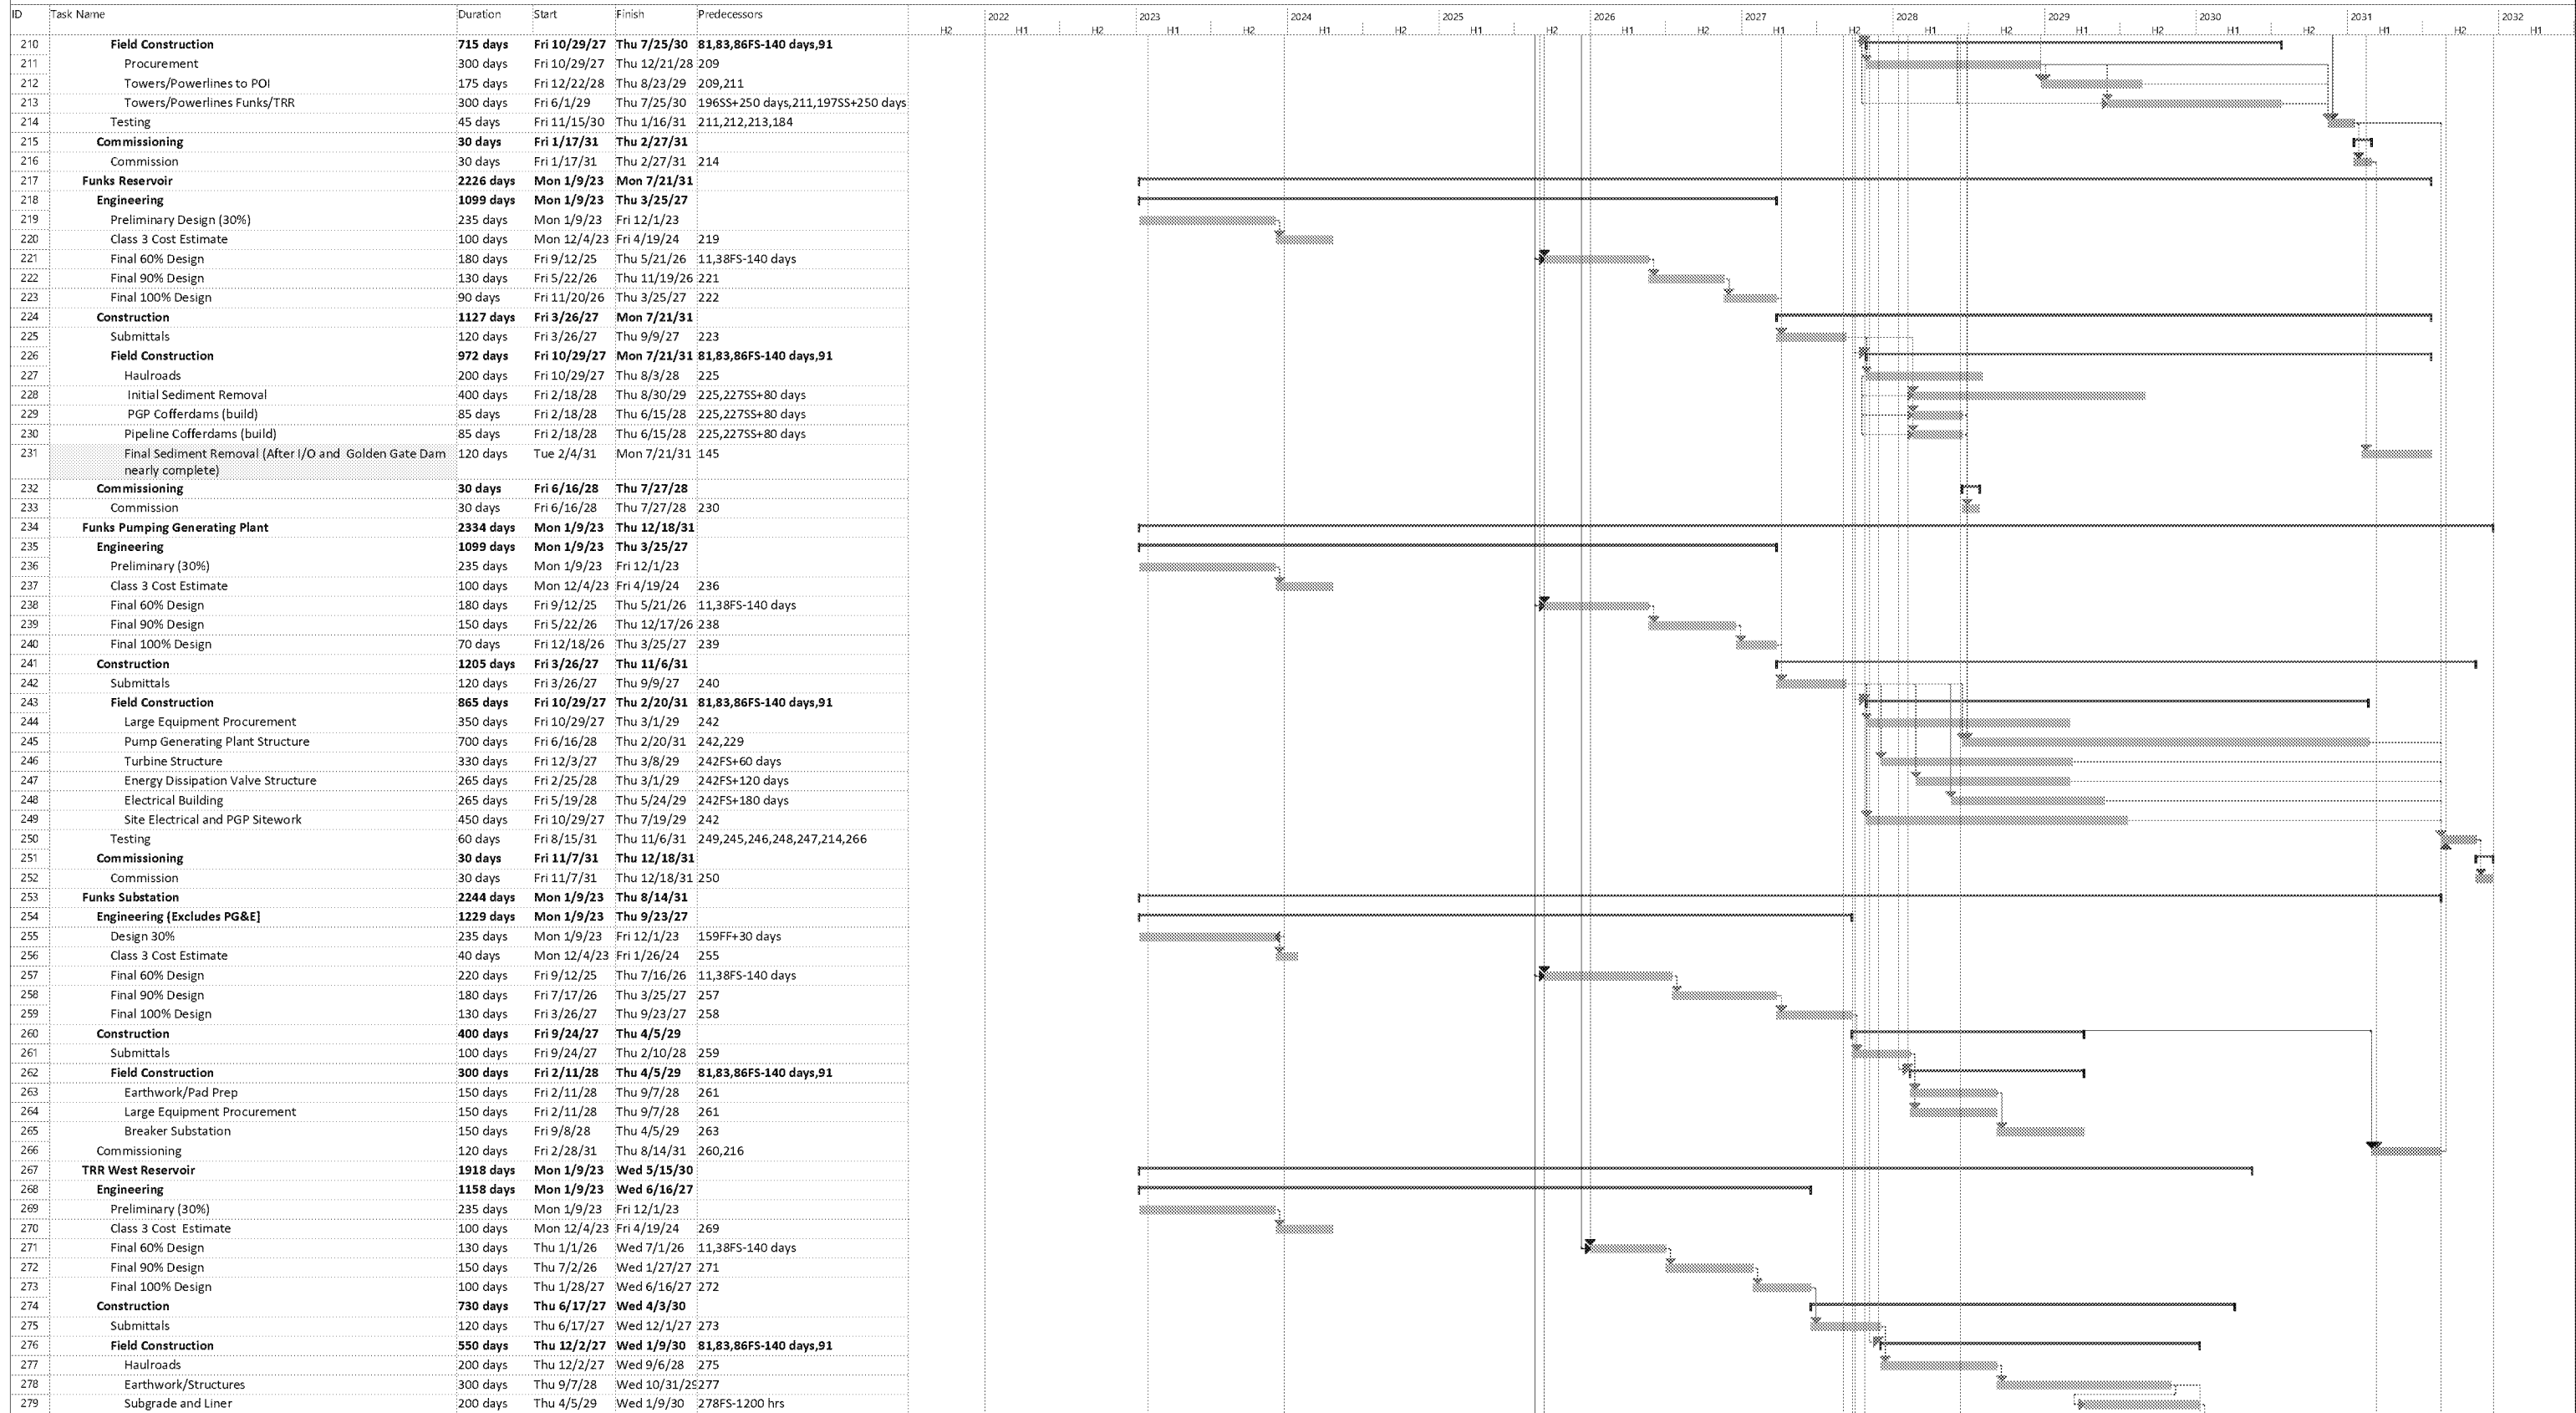 ID Task Name Duration Start Finish Predecessors 2022 2023 2024 2025 2026 2027 2028 2029 2030 2031 2032
H2 H1 H2 H1 H2 H1 H2 H1 H2 H1 H2 H1 H2 H1 H2 H1 H2 H1 H2 H1 H2 H1
210 Field Construction 715 days Fri 10/29/27 Thu 7/25/30 81,83,86FS-140 days,91
211 Procurement 300 days Fri 10/29/27 Thu 12/21/28 209
212 Towers/Powerlines to POI 175 days Fri 12/22/28 Thu 8/23/29 209,211
213 Towers/Powerlines Funks/TRR 300 days Fri 6/1/29 Thu 7/25/30 196SS+250 days,211,197SS+250 days
214 Testing 45 days Fri 11/15/30 Thu 1/16/31 211,212,213,184
215 Commissioning 30 days Fri 1/17/31 Thu 2/27/31
216 Commission 30 days Fri 1/17/31 Thu 2/27/31 214
217 Funks Reservoir 2226 days Mon 1/9/23 Mon 7/21/31
218 Engineering 1099 days Mon 1/9/23 Thu 3/25/27
219 Preliminary Design (30%) 235 days Mon 1/9/23 Fri 12/1/23
220 Class 3 Cost Estimate 100 days Mon 12/4/23 Fri 4/19/24 219
221 Final 60% Design 180 days Fri 9/12/25 Thu 5/21/26 11,38FS-140 days
222 Final 90% Design 130 days Fri 5/22/26 Thu 11/19/26 221
223 Final 100% Design 90 days Fri 11/20/26 Thu 3/25/27 222
224 Construction 1127 days Fri 3/26/27 Mon 7/21/31
225 Submittals 120 days Fri 3/26/27 Thu 9/9/27 223
226 Field Construction 972 days Fri 10/29/27 Mon 7/21/31 81,83,86FS-140 days,91
227 Haulroads 200 days Fri 10/29/27 Thu 8/3/28 225
228 Initial Sediment Removal 400 days Fri 2/18/28 Thu 8/30/29 225,227SS+80 days
229 PGP Cofferdams (build) 85 days Fri 2/18/28 Thu 6/15/28 225,227SS+80 days
230 Pipeline Cofferdams (build) 85 days Fri 2/18/28 Thu 6/15/28 225,227SS+80 days
231 Final Sediment Removal (After I/O and Golden Gate Dam 120 days Tue 2/4/31 Mon 7/21/31 145
nearly complete)
232 Commissioning 30 days Fri 6/16/28 Thu 7/27/28
233 Commission 30 days Fri 6/16/28 Thu 7/27/28 230
234 Funks Pumping Generating Plant 2334 days Mon 1/9/23 Thu 12/18/31
235 Engineering 1099 days Mon 1/9/23 Thu 3/25/27
236 Preliminary (30%) 235 days Mon 1/9/23 Fri 12/1/23
237 Class 3 Cost Estimate 100 days Mon 12/4/23 Fri 4/19/24 236
238 Final 60% Design 180 days Fri 9/12/25 Thu 5/21/26 11,38FS-140 days
239 Final 90% Design 150 days Fri 5/22/26 Thu 12/17/26 238
240 Final 100% Design 70 days Fri 12/18/26 Thu 3/25/27 239
241 Construction 1205 days Fri 3/26/27 Thu 11/6/31
242 Submittals 120 days Fri 3/26/27 Thu 9/9/27 240
243 Field Construction 865 days Fri 10/29/27 Thu 2/20/31 81,83,86FS-140 days,91
244 Large Equipment Procurement 350 days Fri 10/29/27 Thu 3/1/29 242
245 Pump Generating Plant Structure 700 days Fri 6/16/28 Thu 2/20/31 242,229
246 Turbine Structure 330 days Fri 12/3/27 Thu 3/8/29 242FS+60 days
247 Energy Dissipation Valve Structure 265 days Fri 2/25/28 Thu 3/1/29 242FS+120 days
248 Electrical Building 265 days Fri 5/19/28 Thu 5/24/29 242FS+180 days
249 Site Electrical and PGP Sitework 450 days Fri 10/29/27 Thu 7/19/29 242
250 Testing 60 days Fri 8/15/31 Thu 11/6/31 249,245,246,248,247,214,266
251 Commissioning 30 days Fri 11/7/31 Thu 12/18/31
252 Commission 30 days Fri 11/7/31 Thu 12/18/31 250
253 Funks Substation 2244 days Mon 1/9/23 Thu 8/14/31
254 Engineering (Excludes PG&E] 1229 days Mon 1/9/23 Thu 9/23/27
255 Design 30% 235 days Mon 1/9/23 Fri 12/1/23 159FF+30 days
256 Class 3 Cost Estimate 40 days Mon 12/4/23 Fri 1/26/24 255
257 Final 60% Design 220 days Fri 9/12/25 Thu 7/16/26 11,38FS-140 days
258 Final 90% Design 180 days Fri 7/17/26 Thu 3/25/27 257
259 Final 100% Design 130 days Fri 3/26/27 Thu 9/23/27 258
260 Construction 400 days Fri 9/24/27 Thu 4/5/29
261 Submittals 100 days Fri 9/24/27 Thu 2/10/28 259
262 Field Construction 300 days Fri 2/11/28 Thu 4/5/29 81,83,86FS-140 days,91
263 Earthwork/Pad Prep 150 days Fri 2/11/28 Thu 9/7/28 261
264 Large Equipment Procurement 150 days Fri 2/11/28 Thu 9/7/28 261
265 Breaker Substation 150 days Fri 9/8/28 Thu 4/5/29 263
266 Commissioning 120 days Fri 2/28/31 Thu 8/14/31 260,216
267 TRR West Reservoir 1918 days Mon 1/9/23 Wed 5/15/30
268 Engineering 1158 days Mon 1/9/23 Wed 6/16/27
269 Preliminary (30%) 235 days Mon 1/9/23 Fri 12/1/23
270 Class 3 Cost Estimate 100 days Mon 12/4/23 Fri 4/19/24 269
271 Final 60% Design 130 days Thu 1/1/26 Wed 7/1/26 11,38FS-140 days
272 Final 90% Design 150 days Thu 7/2/26 Wed 1/27/27 271
273 Final 100% Design 100 days Thu 1/28/27 Wed 6/16/27 272
274 Construction 730 days Thu 6/17/27 Wed 4/3/30
275 Submittals 120 days Thu 6/17/27 Wed 12/1/27 273
276 Field Construction 550 days Thu 12/2/27 Wed 1/9/30 81,83,86FS-140 days,91
277 Haulroads 200 days Thu 12/2/27 Wed 9/6/28 275
278 Earthwork/Structures 300 days Thu 9/7/28 Wed 10/31/29 277
279 Subgrade and Liner 200 days Thu 4/5/29 Wed 1/9/30 278FS-1200 hrs